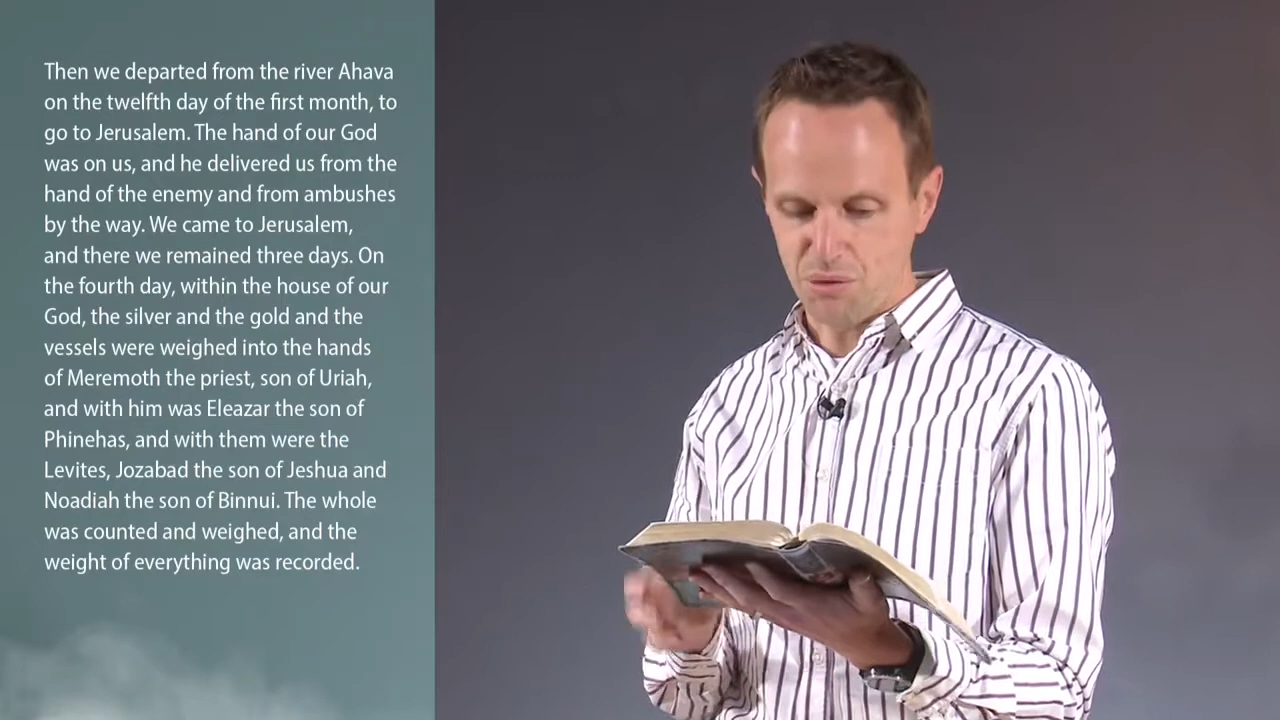 Then we departed from the river Ahava
on the twelfth day of the first month, to
go to Jerusalem. The hand of our God
was on us, and he delivered us from the
hand of the enemy and from ambushes
by the way. We came to Jerusalem,
and there we remained three days. On
the fourth day, within the house of our
God, the silver and the gold and the
vessels were weighed into the hands
of Meremoth the priest, son of Uriah,
and with him was Eleazar the son of
Phinehas, and with them were the
Levites, Jozabad the son of Jeshua and
Noadiah the son of Binnui. The whole
was counted and weighed, and the
weight of everything was recorded.